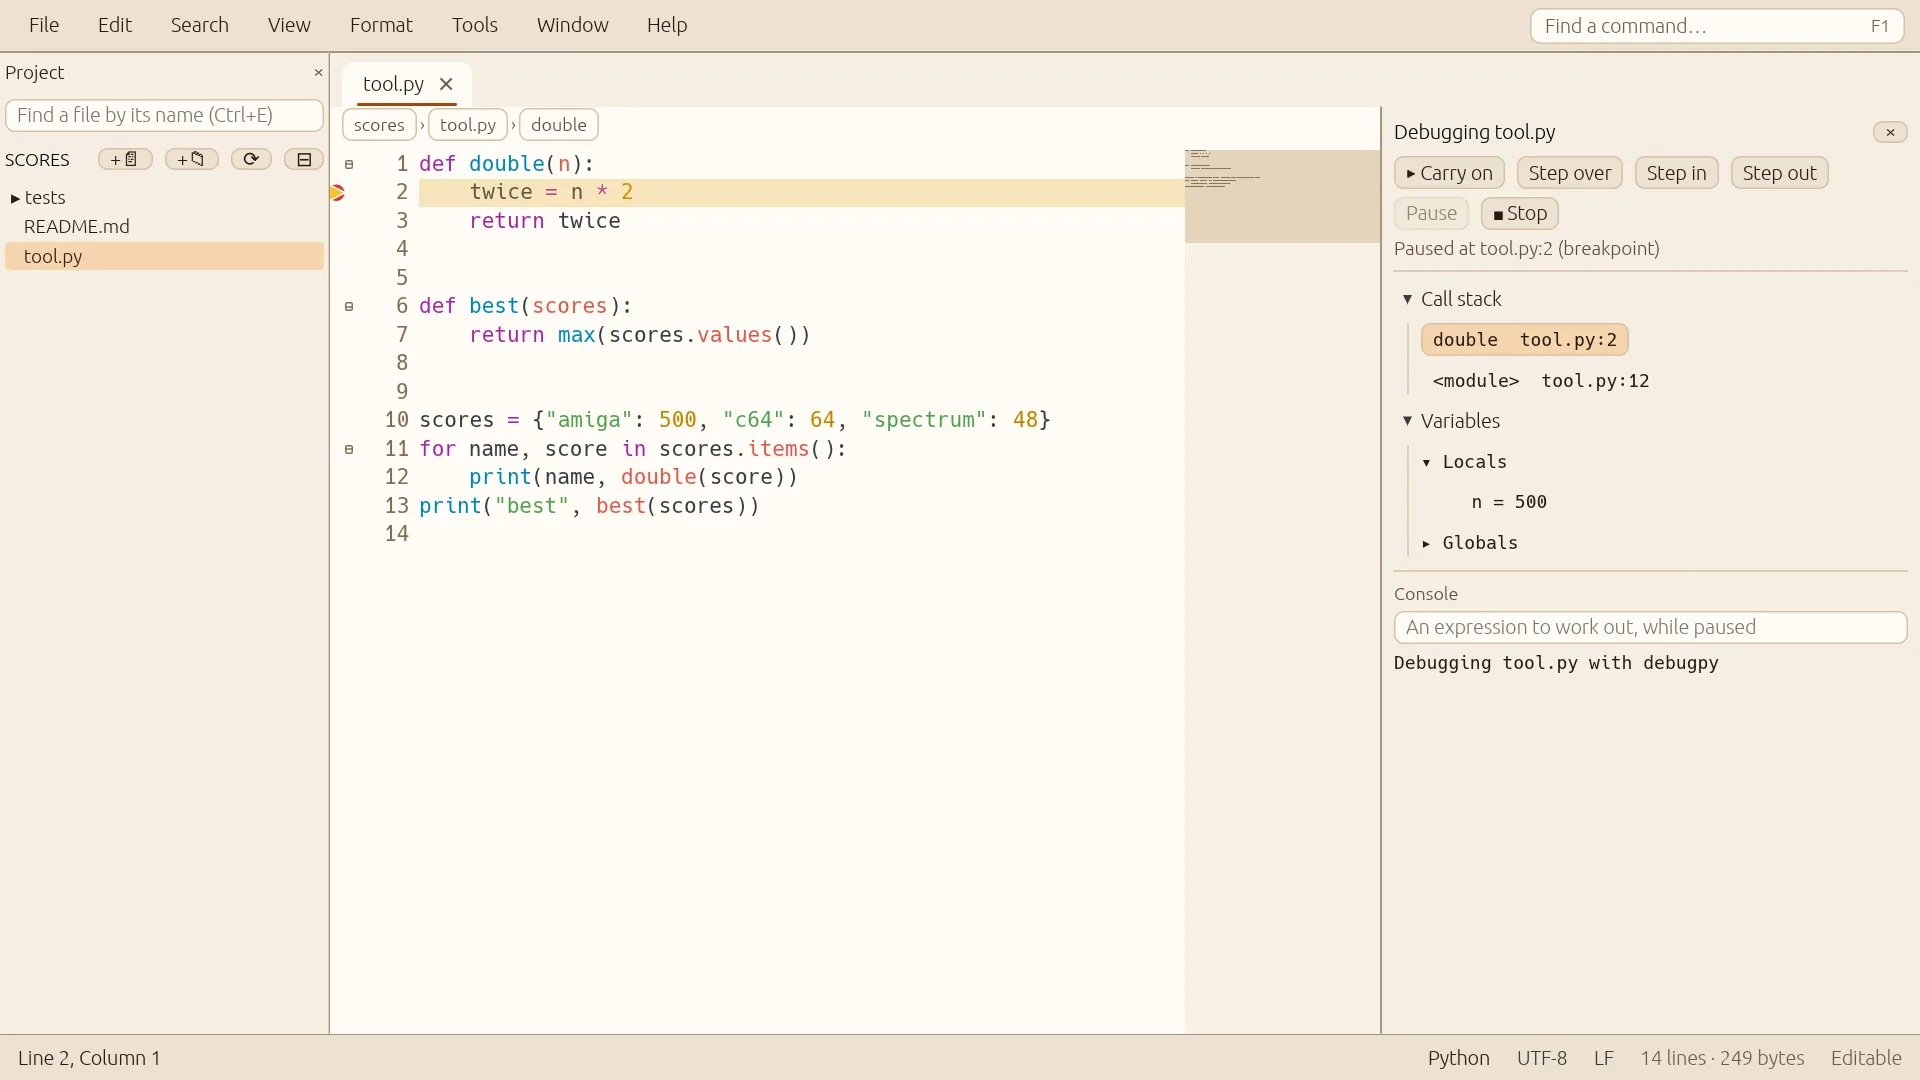 File Edit Search View Format Tools Window Help Find a command… F1
Project ×
Find a file by its name (Ctrl+E)
SCORES
tests
README.md
tool.py
tool.py ✕
scores › tool.py › double
1 def double(n):
2     twice = n * 2
3     return twice
4
5
6 def best(scores):
7     return max(scores.values())
8
9
10 scores = {"amiga": 500, "c64": 64, "spectrum": 48}
11 for name, score in scores.items():
12     print(name, double(score))
13 print("best", best(scores))
14
Debugging tool.py ×
Carry on Step over Step in Step out
Pause Stop
Paused at tool.py:2 (breakpoint)
Call stack
double tool.py:2
<module> tool.py:12
Variables
Locals
n = 500
Globals
Console
An expression to work out, while paused
Debugging tool.py with debugpy
Line 2, Column 1 Python UTF-8 LF 14 lines · 249 bytes Editable